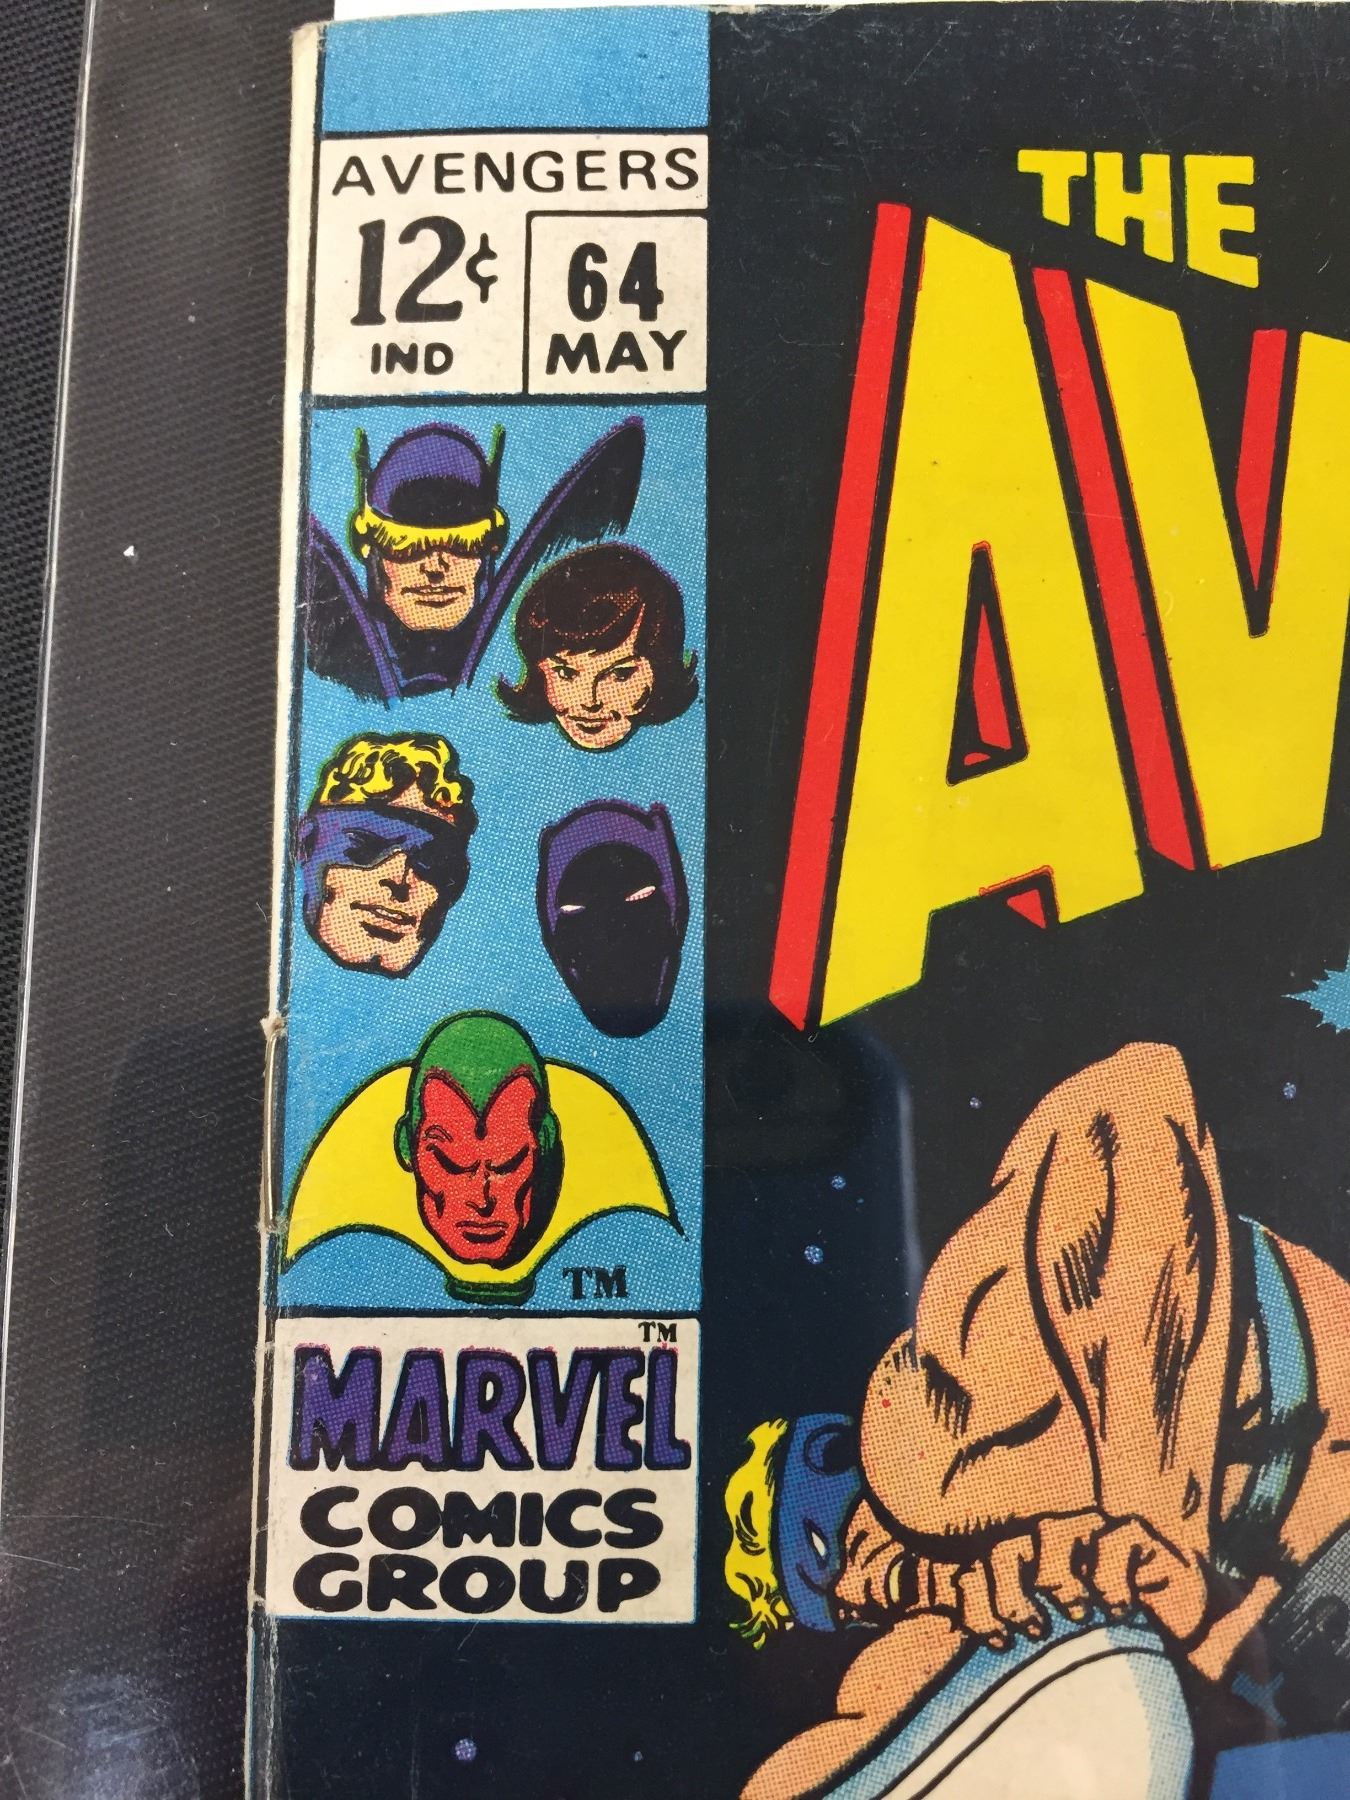 AVENGERS
12¢
IND
64
MAY
THE
AV
TM
TM
MARVEL
COMICS
GROUP